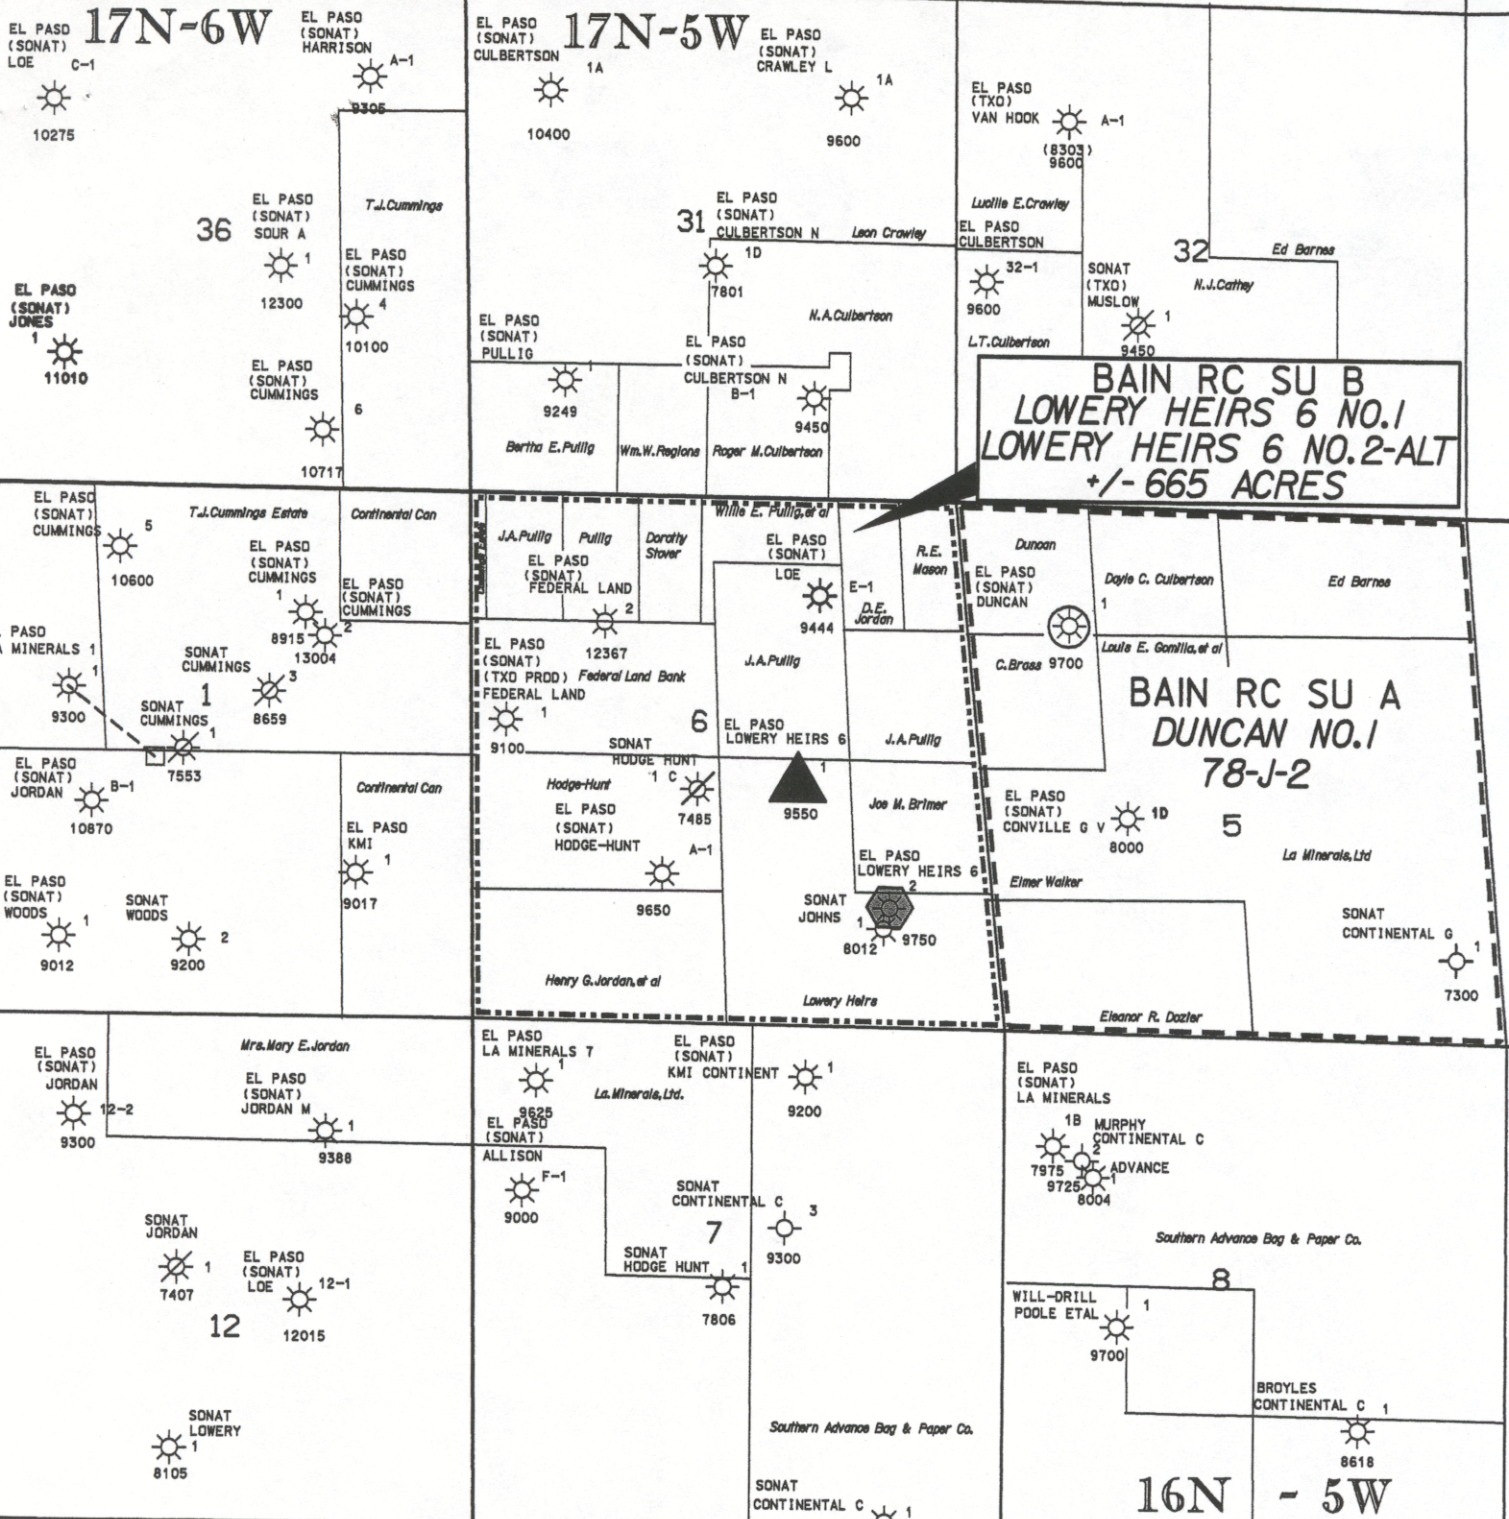 17N-6W
17N-5W
EL PASO
(SONAT)
LOE
C-1
10275
EL PASO
(SONAT)
HARRISON
A-1
9305
EL PASO
(SONAT)
CULBERTSON
1A
10400
EL PASO
(SONAT)
CRAWLEY L
1A
9600
EL PASO
(TXO)
VAN HOOK
A-1
(8303)
9600
36
EL PASO
(SONAT)
SOUR A
1
12300
T.J.Cummings
EL PASO
(SONAT)
CUMMINGS
4
10100
EL PASO
(SONAT)
JONES
1
11010
EL PASO
(SONAT)
CUMMINGS
6
10717
31
EL PASO
(SONAT)
CULBERTSON N
1D
7801
Leon Crawley
N.A.Culbertson
EL PASO
(SONAT)
PULLIG
1
9249
EL PASO
(SONAT)
CULBERTSON N
B-1
9450
Bertha E.Pullig
Wm.W.Regions
Roger M.Culbertson
Lucille E.Crawley
EL PASO
CULBERTSON
32-1
9600
L.T.Culbertson
32
SONAT
(TXO)
MUSLOW
1
9450
N.J.Cathey
Ed Barnes
BAIN RC SU B
LOWERY HEIRS 6 NO.1
LOWERY HEIRS 6 NO.2-ALT
+/- 665 ACRES
EL PASO
(SONAT)
CUMMINGS
5
10600
T.J.Cummings Estate
Continental Can
EL PASO
(SONAT)
CUMMINGS
1
8915
EL PASO
(SONAT)
CUMMINGS
2
13004
PASO
MINERALS 1
1
9300
SONAT
CUMMINGS
3
8659
1
SONAT
CUMMINGS
1
7553
EL PASO
(SONAT)
JORDAN
B-1
10870
Continental Can
EL PASO
KMI
1
9017
EL PASO
(SONAT)
WOODS
1
9012
SONAT
WOODS
2
9200
J.A.Pullig
Pullig
Dorothy
Stover
Willie E. Pullig,et al
EL PASO
(SONAT)
FEDERAL LAND
2
12367
EL PASO
(SONAT)
LOE
E-1
9444
R.E.
Mason
D.E.
Jordan
J.A.Pullig
EL PASO
(SONAT)
(TXO PROD)
FEDERAL LAND
1
9100
Federal Land Bank
6
EL PASO
LOWERY HEIRS 6
1
9550
J.A.Pullig
SONAT
HODGE HUNT
1 C
7485
Hodge-Hunt
EL PASO
(SONAT)
HODGE-HUNT
A-1
9650
Joe M. Brimer
EL PASO
LOWERY HEIRS 6
2
9750
SONAT
JOHNS
1
8012
Henry G.Jordan,et al
Lowery Heirs
Duncan
EL PASO
(SONAT)
DUNCAN
1
9700
C.Brass
Doyle C. Culbertson
Ed Barnes
Louis E. Gomilla,et al
BAIN RC SU A
DUNCAN NO.1
78-J-2
EL PASO
(SONAT)
CONVILLE G V
1D
8000
5
La Minerals,Ltd
Elmer Walker
SONAT
CONTINENTAL G
1
7300
Eleanor R. Dozier
EL PASO
(SONAT)
JORDAN
12-2
9300
Mrs.Mary E.Jordan
EL PASO
(SONAT)
JORDAN M
1
9388
SONAT
JORDAN
1
7407
EL PASO
(SONAT)
LOE
12-1
12015
12
SONAT
LOWERY
1
8105
EL PASO
LA MINERALS 7
1
9625
La.Minerals,Ltd.
EL PASO
(SONAT)
KMI CONTINENT
1
9200
EL PASO
(SONAT)
ALLISON
F-1
9000
SONAT
CONTINENTAL C
3
9300
7
SONAT
HODGE HUNT
1
7806
Southern Advance Bag & Paper Co.
SONAT
CONTINENTAL C
1
EL PASO
(SONAT)
LA MINERALS
1B
7975
MURPHY
CONTINENTAL C
2
9725
ADVANCE
1
8004
Southern Advance Bag & Paper Co.
8
WILL-DRILL
POOLE ETAL
1
9700
BROYLES
CONTINENTAL C
1
8618
16N - 5W